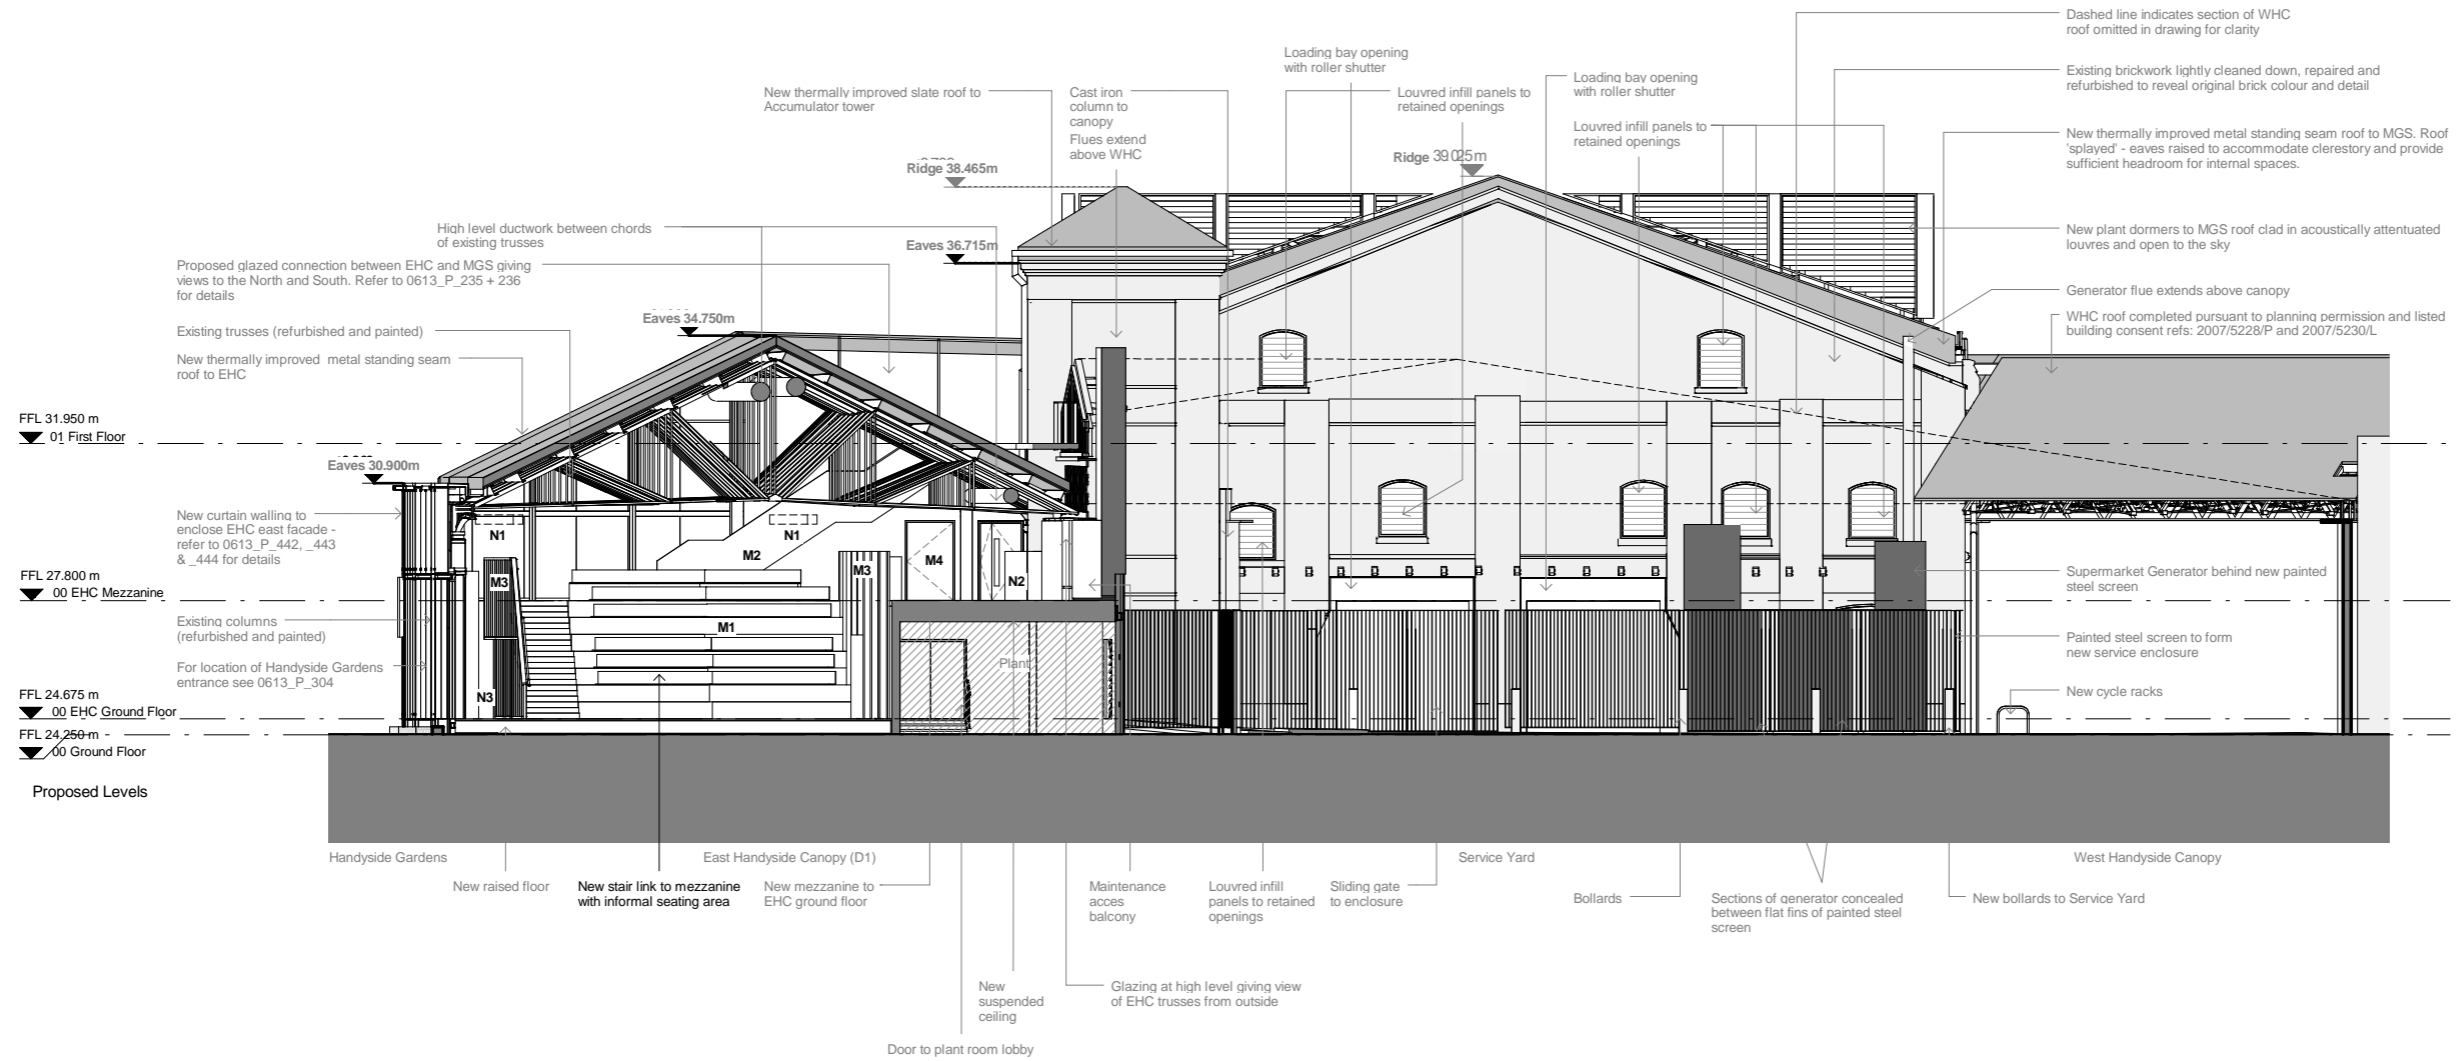 Dashed line indicates section of WHC
roof omitted in drawing for clarity
Loading bay opening
with roller shutter
Existing brickwork lightly cleaned down, repaired and
refurbished to reveal original brick colour and detail
Loading bay opening
with roller shutter
New thermally improved slate roof to
Accumulator tower
Cast iron
column to
canopy
Flues extend
above WHC
Louvred infill panels to
retained openings
Louvred infill panels to
retained openings
New thermally improved metal standing seam roof to MGS. Roof
'splayed' - eaves raised to accommodate clerestory and provide
sufficient headroom for internal spaces.
Ridge 38.465m
Ridge 39.025m
High level ductwork between chords
of existing trusses
Eaves 36.715m
New plant dormers to MGS roof clad in acoustically attentuated
louvres and open to the sky
Proposed glazed connection between EHC and MGS giving
views to the North and South. Refer to 0613_P_235 + 236
for details
Generator flue extends above canopy
Eaves 34.750m
WHC roof completed pursuant to planning permission and listed
building consent refs: 2007/5228/P and 2007/5230/L
Existing trusses (refurbished and painted)
New thermally improved metal standing seam
roof to EHC
FFL 31.950 m
01 First Floor
Eaves 30.900m
New curtain walling to
enclose EHC east facade -
refer to 0613_P_442, _443
& _444 for details
N1
N1
M2
M4
M3
M3
N2
FFL 27.800 m
00 EHC Mezzanine
Supermarket Generator behind new painted
steel screen
Existing columns
(refurbished and painted)
M1
Painted steel screen to form
new service enclosure
For location of Handyside Gardens
entrance see 0613_P_304
Plant
N3
New cycle racks
FFL 24.675 m
00 EHC Ground Floor
FFL 24.250 m
00 Ground Floor
Proposed Levels
Handyside Gardens
East Handyside Canopy (D1)
Service Yard
West Handyside Canopy
New raised floor
New stair link to mezzanine
with informal seating area
New mezzanine to
EHC ground floor
Maintenance
acces
balcony
Louvred infill
panels to retained
openings
Sliding gate
to enclosure
Bollards
Sections of generator concealed
between flat fins of painted steel
screen
New bollards to Service Yard
New
suspended
ceiling
Glazing at high level giving view
of EHC trusses from outside
Door to plant room lobby